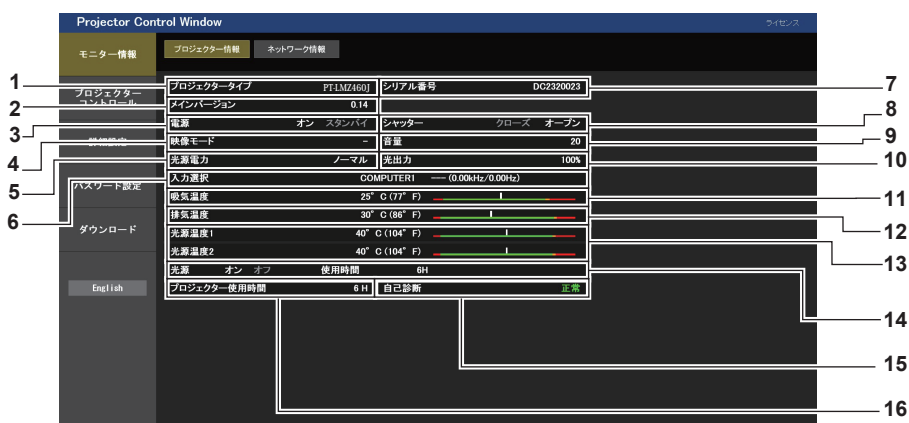 Projector Control Window
ライセンス
モニター情報
プロジェクター情報
ネットワーク情報
プロジェクター
コントロール
詳細設定
パスワード設定
ダウンロード
English
プロジェクタータイプ PT-LMZ460J シリアル番号 DC2320023
メインバージョン 0.14
電源 オン スタンバイ シャッター クローズ オープン
映像モード - 音量 20
光源電力 ノーマル 光出力 100%
入力選択 COMPUTER1 ––– (0.00kHz/0.00Hz)
吸気温度 25° C (77° F)
排気温度 30° C (86° F)
光源温度1 40° C (104° F)
光源温度2 40° C (104° F)
光源 オン オフ 使用時間 6H
プロジェクター使用時間 6 H 自己診断 正常
1
2
3
4
5
6
7
8
9
10
11
12
13
14
15
16